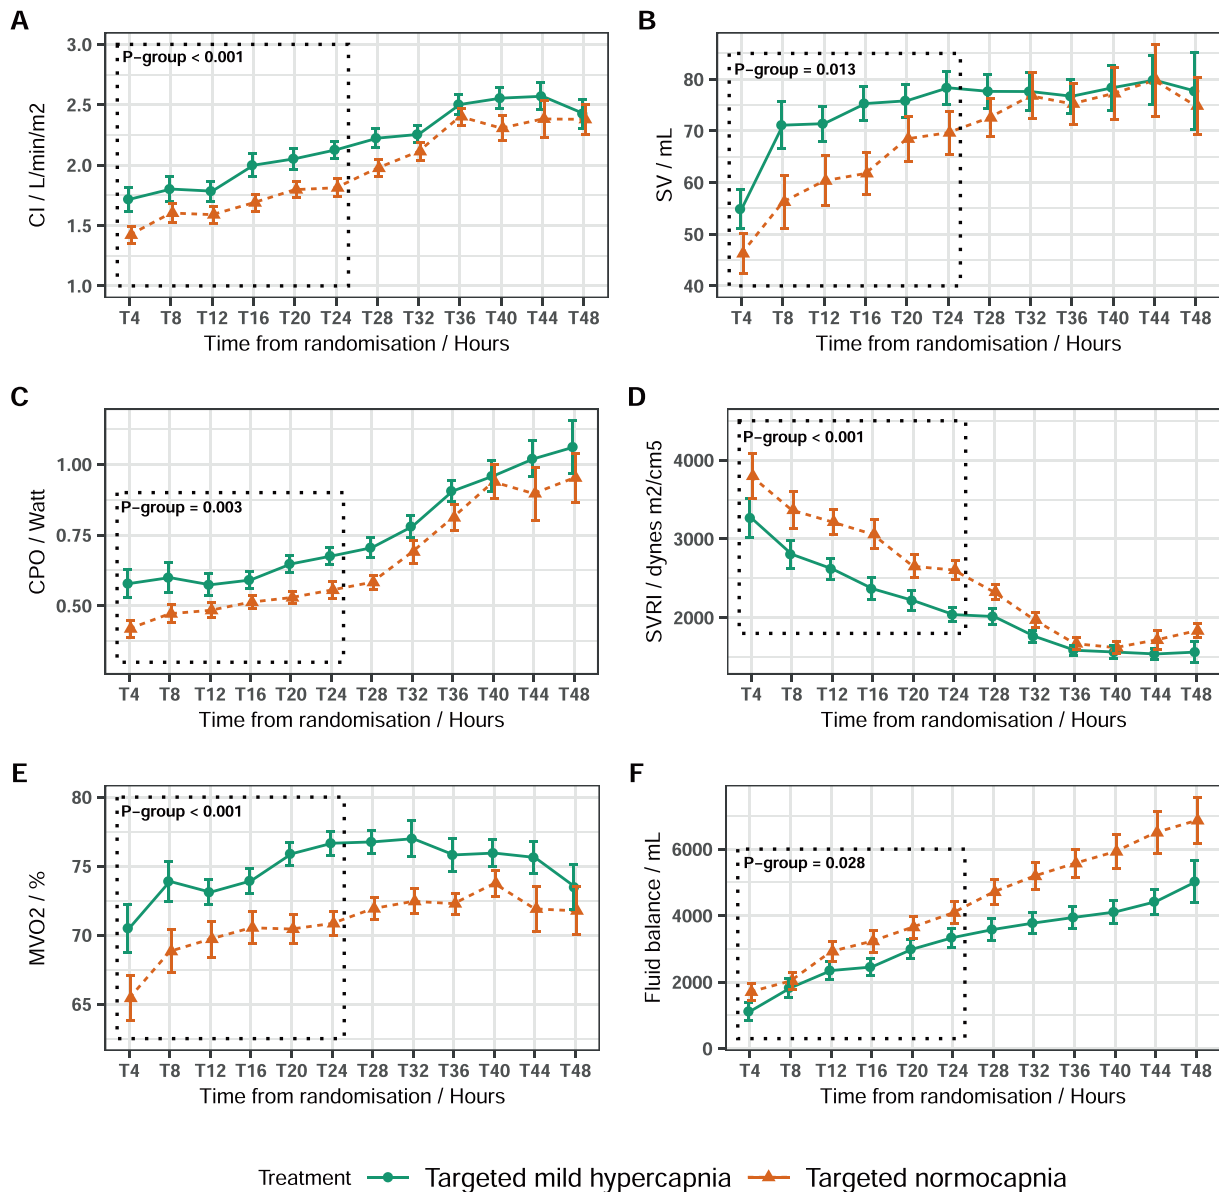 A
CI / L/min/m2
3.0
2.5
2.0
1.5
1.0
P-group < 0.001
T4 T8 T12 T16 T20 T24 T28 T32 T36 T40 T44 T48
Time from randomisation / Hours
B
SV / mL
80
70
60
50
40
P-group = 0.013
T4 T8 T12 T16 T20 T24 T28 T32 T36 T40 T44 T48
Time from randomisation / Hours
C
CPO / Watt
1.00
0.75
0.50
P-group = 0.003
T4 T8 T12 T16 T20 T24 T28 T32 T36 T40 T44 T48
Time from randomisation / Hours
D
SVRI / dynes m2/cm5
4000
3000
2000
P-group < 0.001
T4 T8 T12 T16 T20 T24 T28 T32 T36 T40 T44 T48
Time from randomisation / Hours
E
MVO2 / %
80
75
70
65
P-group < 0.001
T4 T8 T12 T16 T20 T24 T28 T32 T36 T40 T44 T48
Time from randomisation / Hours
F
Fluid balance / mL
6000
4000
2000
0
P-group = 0.028
T4 T8 T12 T16 T20 T24 T28 T32 T36 T40 T44 T48
Time from randomisation / Hours
Treatment Targeted mild hypercapnia Targeted normocapnia